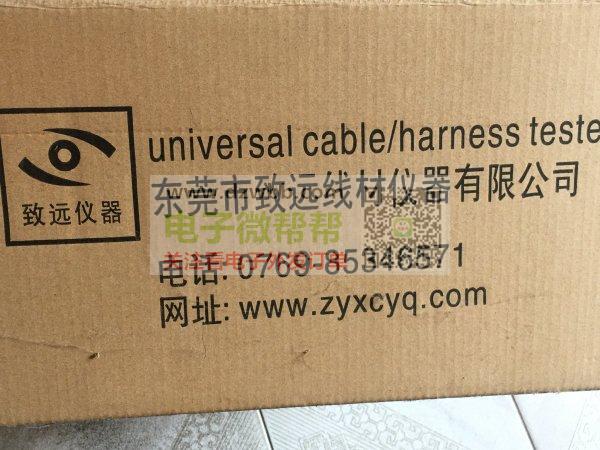 universal cable/harness teste
东莞市致远线材仪器有限公司
致远仪器
电子微帮帮
电话: 0769-85346571
网址: www.zyxcyq.com